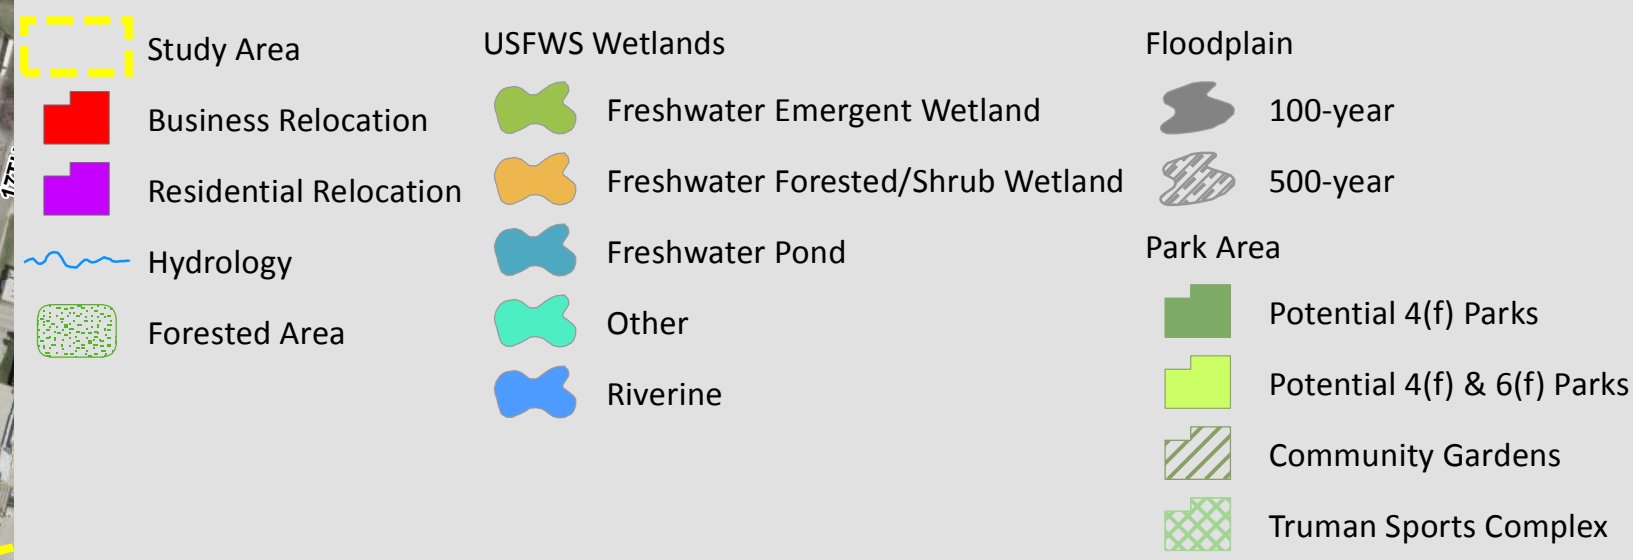 Study Area
Business Relocation
Residential Relocation
Hydrology
Forested Area
USFWS Wetlands
Freshwater Emergent Wetland
Freshwater Forested/Shrub Wetland
Freshwater Pond
Other
Riverine
Floodplain
100-year
500-year
Park Area
Potential 4(f) Parks
Potential 4(f) & 6(f) Parks
Community Gardens
Truman Sports Complex